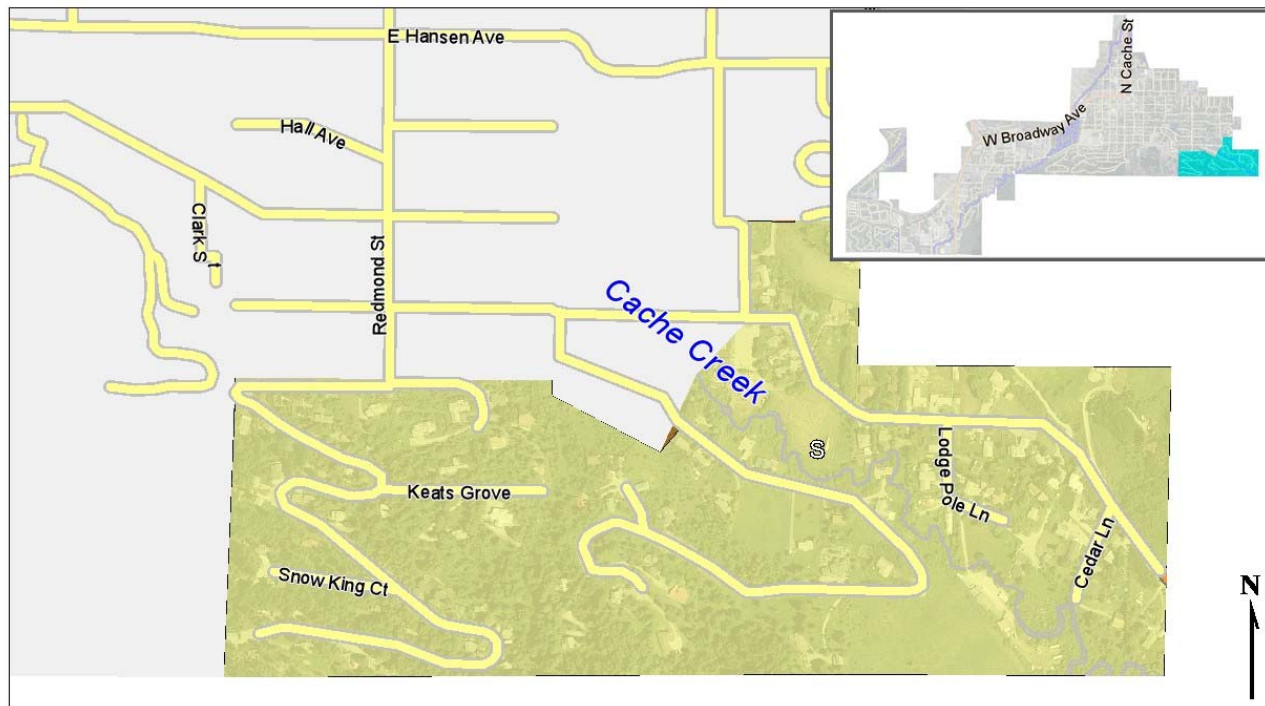 E Hansen Ave
N Cache St
W Broadway Ave
Hall Ave
Clark St
Redmond St
Cache Creek
S
Lodge Pole Ln
Keats Grove
Cedar Ln
Snow King Ct
N